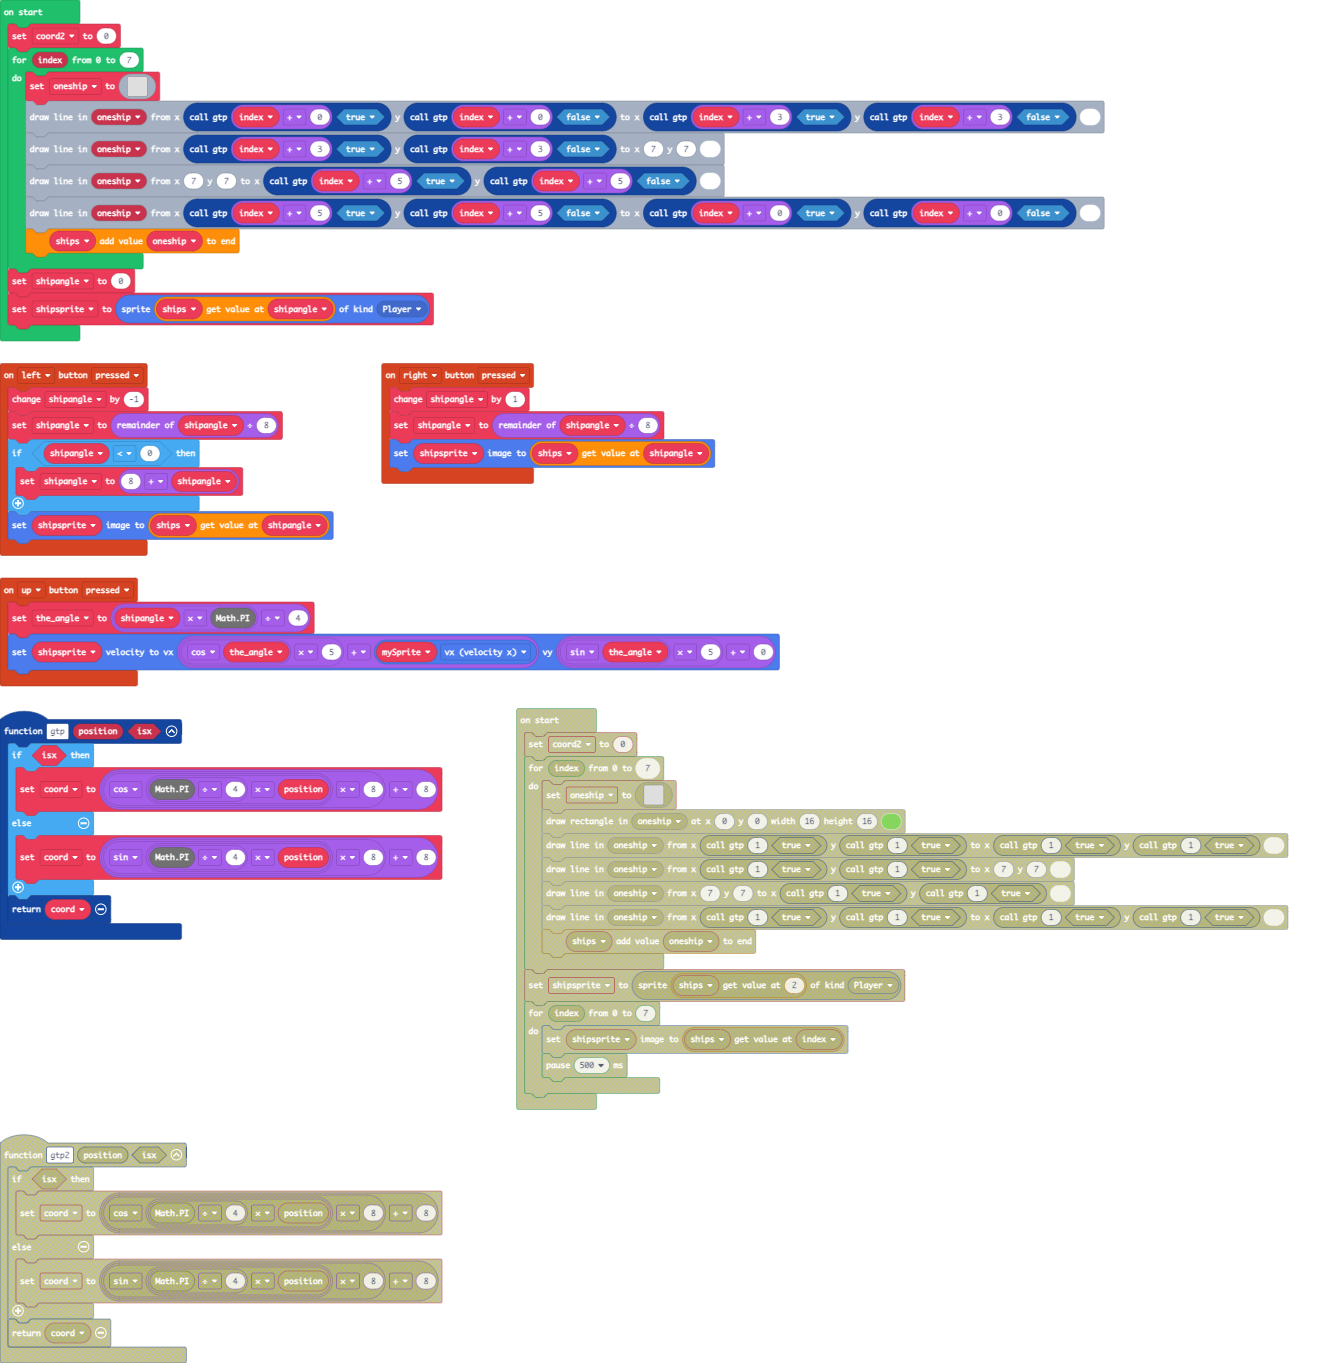 on start
set coord2 to 0
for index from 0 to 7
do
set oneship to
draw line in oneship from x call gtp index + 0 true y call gtp index + 0 false to x call gtp index + 3 true y call gtp index + 3 false
draw line in oneship from x call gtp index + 3 true y call gtp index + 3 false to x 7 y 7
draw line in oneship from x 7 y 7 to x call gtp index + 5 true y call gtp index + 5 false
draw line in oneship from x call gtp index + 5 true y call gtp index + 5 false to x call gtp index + 0 true y call gtp index + 0 false
ships add value oneship to end
set shipangle to 0
set shipsprite to sprite ships get value at shipangle of kind Player
on left button pressed
change shipangle by -1
set shipangle to remainder of shipangle ÷ 8
if shipangle < 0 then
set shipangle to 8 + shipangle
set shipsprite image to ships get value at shipangle
on right button pressed
change shipangle by 1
set shipangle to remainder of shipangle ÷ 8
set shipsprite image to ships get value at shipangle
on up button pressed
set the_angle to shipangle × Math.PI ÷ 4
set shipsprite velocity to vx cos the_angle × 5 + mySprite vx (velocity x) vy sin the_angle × 5 + 0
function gtp position isx
if isx then
set coord to cos Math.PI ÷ 4 × position × 8 + 8
else
set coord to sin Math.PI ÷ 4 × position × 8 + 8
return coord
on start
set coord2 to 0
for index from 0 to 7
do
set oneship to
draw rectangle in oneship at x 0 y 0 width 16 height 16
draw line in oneship from x call gtp 1 true y call gtp 1 true to x call gtp 1 true y call gtp 1 true
draw line in oneship from x call gtp 1 true y call gtp 1 true to x 7 y 7
draw line in oneship from x 7 y 7 to x call gtp 1 true y call gtp 1 true
draw line in oneship from x call gtp 1 true y call gtp 1 true to x call gtp 1 true y call gtp 1 true
ships add value oneship to end
set shipsprite to sprite ships get value at 2 of kind Player
for index from 0 to 7
do
set shipsprite image to ships get value at index
pause 500 ms
function gtp2 position isx
if isx then
set coord to cos Math.PI ÷ 4 × position × 8 + 8
else
set coord to sin Math.PI ÷ 4 × position × 8 + 8
return coord